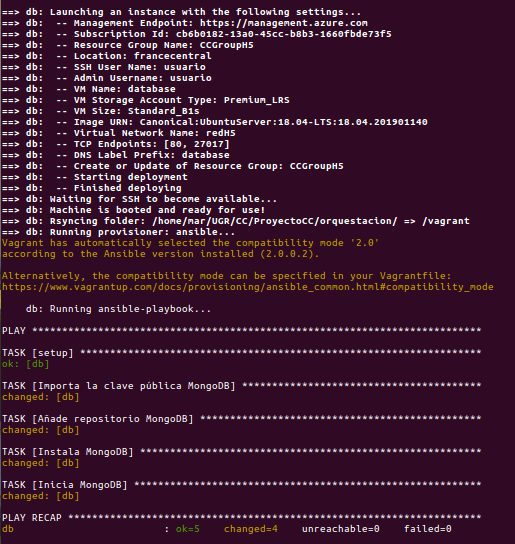 ==> db: Launching an instance with the following settings...
==> db:  -- Management Endpoint: https://management.azure.com
==> db:  -- Subscription Id: cb6b0182-13a0-45cc-b8b3-1660fbde73f5
==> db:  -- Resource Group Name: CCGroupH5
==> db:  -- Location: francecentral
==> db:  -- SSH User Name: usuario
==> db:  -- Admin Username: usuario
==> db:  -- VM Name: database
==> db:  -- VM Storage Account Type: Premium_LRS
==> db:  -- VM Size: Standard_B1s
==> db:  -- Image URN: Canonical:UbuntuServer:18.04-LTS:18.04.201901140
==> db:  -- Virtual Network Name: redH5
==> db:  -- TCP Endpoints: [80, 27017]
==> db:  -- DNS Label Prefix: database
==> db:  -- Create or Update of Resource Group: CCGroupH5
==> db:  -- Starting deployment
==> db:  -- Finished deploying
==> db: Waiting for SSH to become available...
==> db: Machine is booted and ready for use!
==> db: Rsyncing folder: /home/mar/UGR/CC/ProyectoCC/orquestacion/ => /vagrant
==> db: Running provisioner: ansible...
Vagrant has automatically selected the compatibility mode '2.0'
according to the Ansible version installed (2.0.0.2).
Alternatively, the compatibility mode can be specified in your Vagrantfile:
https://www.vagrantup.com/docs/provisioning/ansible_common.html#compatibility_mode
    db: Running ansible-playbook...
PLAY ***************************************************************************
TASK [setup] *******************************************************************
ok: [db]
TASK [Importa la clave pública MongoDB] ****************************************
changed: [db]
TASK [Añade repositorio MongoDB] ***********************************************
changed: [db]
TASK [Instala MongoDB] *********************************************************
changed: [db]
TASK [Inicia MongoDB] **********************************************************
changed: [db]
PLAY RECAP *********************************************************************
db                         : ok=5    changed=4    unreachable=0    failed=0